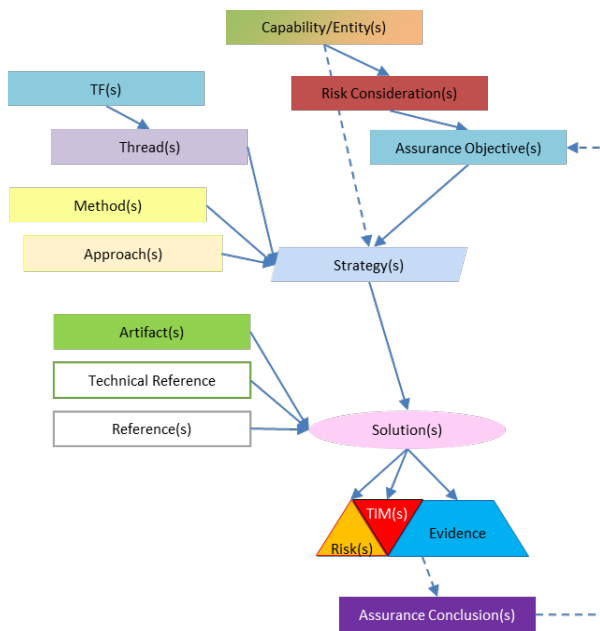 Capability/Entity(s)
TF(s)
Risk Consideration(s)
Thread(s)
Assurance Objective(s)
Method(s)
Approach(s)
Strategy(s)
Artifact(s)
Technical Reference
Reference(s)
Solution(s)
TIM(s)
Evidence
Risk(s)
Assurance Conclusion(s)